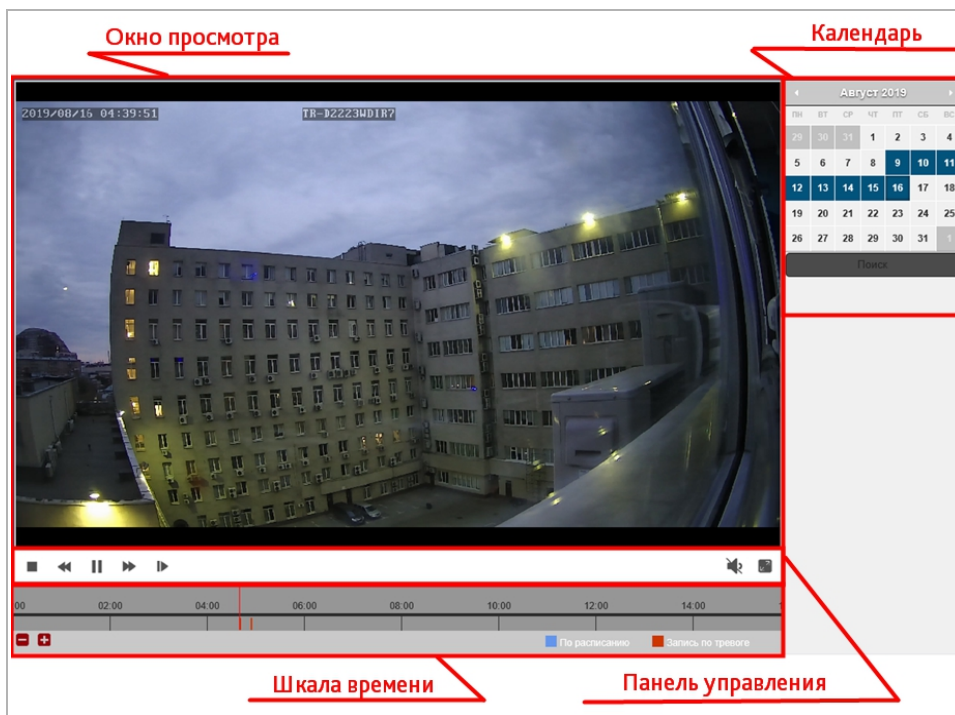 Окно просмотра
Календарь
2019/08/16 04:39:51
TR-D2223WDIR7
Август 2019
ПН ВТ СР ЧТ ПТ СБ ВС
29 30 31 1 2 3 4
5 6 7 8 9 10 11
12 13 14 15 16 17 18
19 20 21 22 23 24 25
26 27 28 29 30 31 1
Поиск
00 02:00 04:00 06:00 08:00 10:00 12:00 14:00
По расписанию
Запись по тревоге
Шкала времени
Панель управления